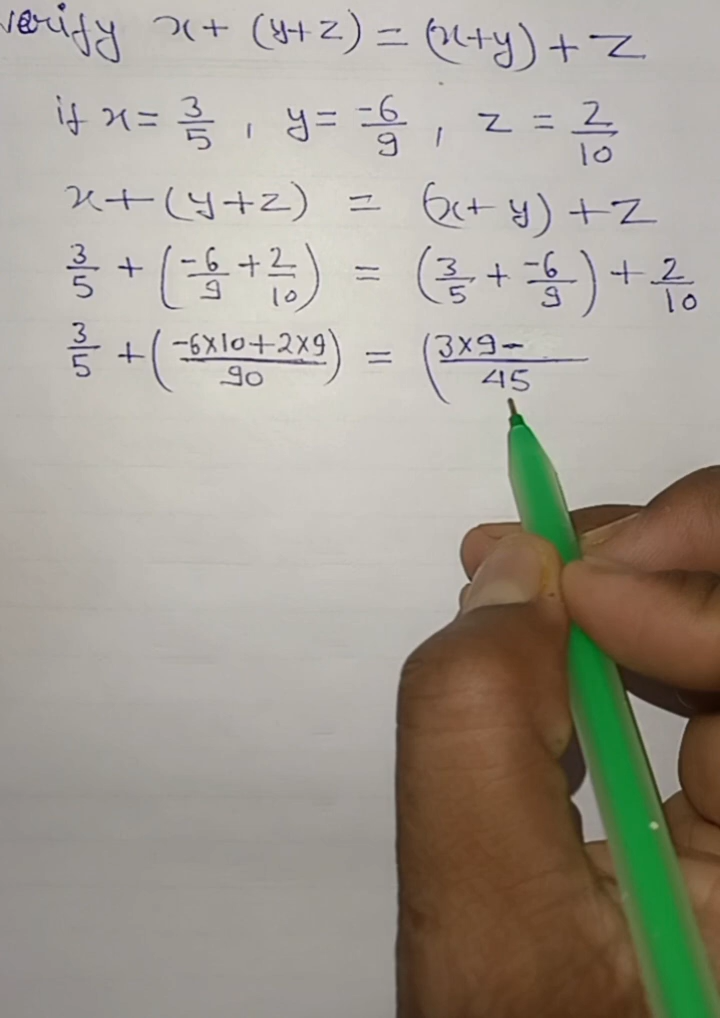 verify x + (y+z) = (x+y) + z
if x = 3/5 , y = -6/9 , z = 2/10
x + (y+z) = (x+y) + z
3/5 + (-6/9 + 2/10) = (3/5 + -6/9) + 2/10
3/5 + (-6×10+2×9/90) = (3×9-/45